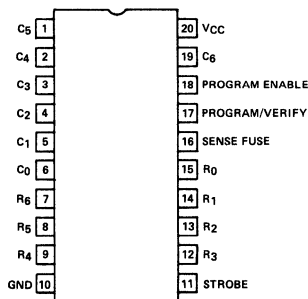 C5 1 20 VCC
C4 2 19 C6
C3 3 18 PROGRAM ENABLE
C2 4 17 PROGRAM/VERIFY
C1 5 16 SENSE FUSE
C0 6 15 R0
R6 7 14 R1
R5 8 13 R2
R4 9 12 R3
GND 10 11 STROBE